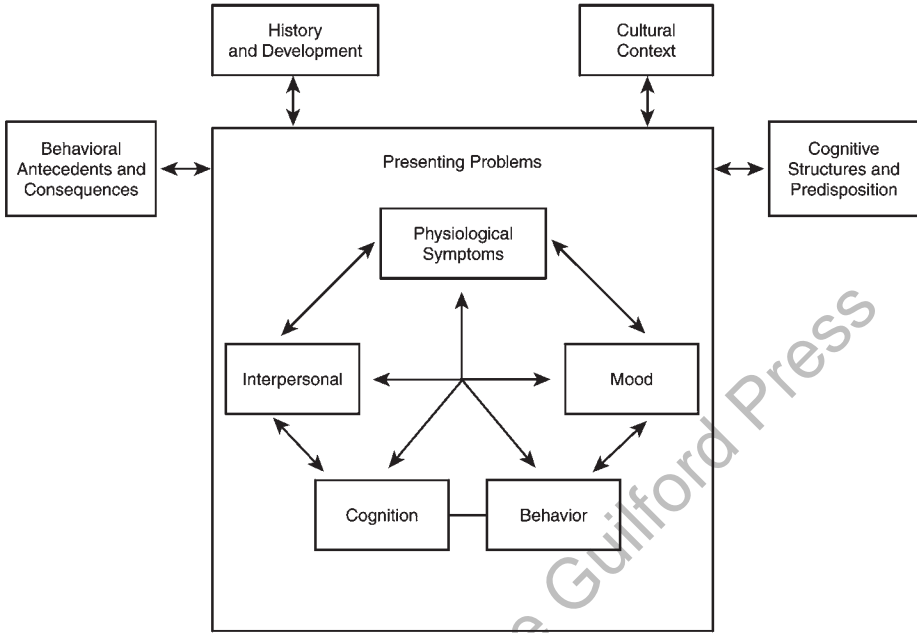 History
and Development
Cultural
Context
Behavioral
Antecedents and
Consequences
Presenting Problems
Cognitive
Structures and
Predisposition
Physiological
Symptoms
Interpersonal
Mood
Cognition
Behavior
Guilford Press